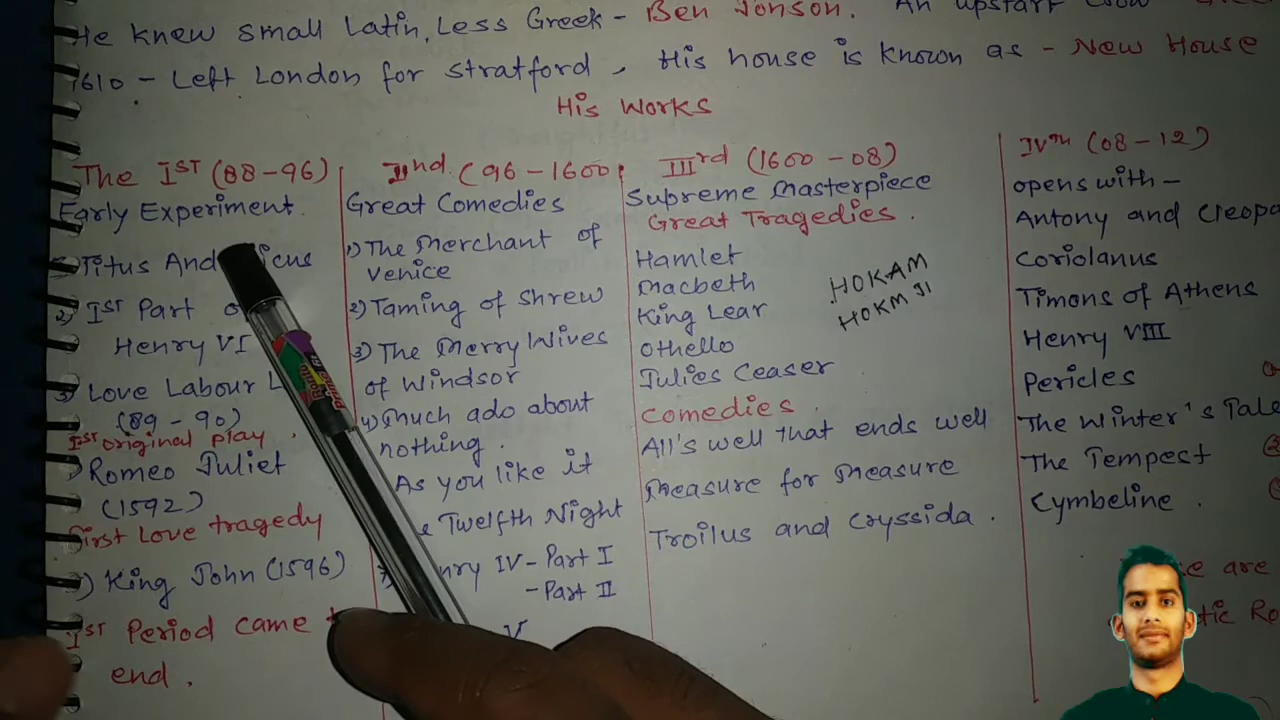 He knew small Latin, Less Greek - Ben Jonson. An upstart
1610 - Left London for Stratford, His house is known as - New House
His Works
The Ist (88-96)
Early Experiment
1) Titus
2) Ist Part
Henry VI
3) Love Labour
(89-90)
Ist original play.
Romeo Juliet
(1592)
First Love tragedy
King John (1596)
Ist Period came
end.
IInd. (96-1600)
Great Comedies
1) The Merchant of
Venice
2) Taming of Shrew
3) The Merry Wives
of Windsor
4) Much ado about
nothing.
As you like it
Twelfth Night
IV - Part I
- Part II
V
IIIrd (1600-08)
Supreme Masterpiece
Great Tragedies.
Hamlet
Macbeth
King Lear
Othello
Julies Ceaser
HOKAM
HOKM JI
Comedies.
All's well that ends well
Measure for Measure
Troilus and Cryssida.
IVth (08-12)
opens with -
Antony and
Coriolanus
Timons of Athens
Henry VIII
Pericles
The Winter's Tale
The Tempest
Cymbeline.
are